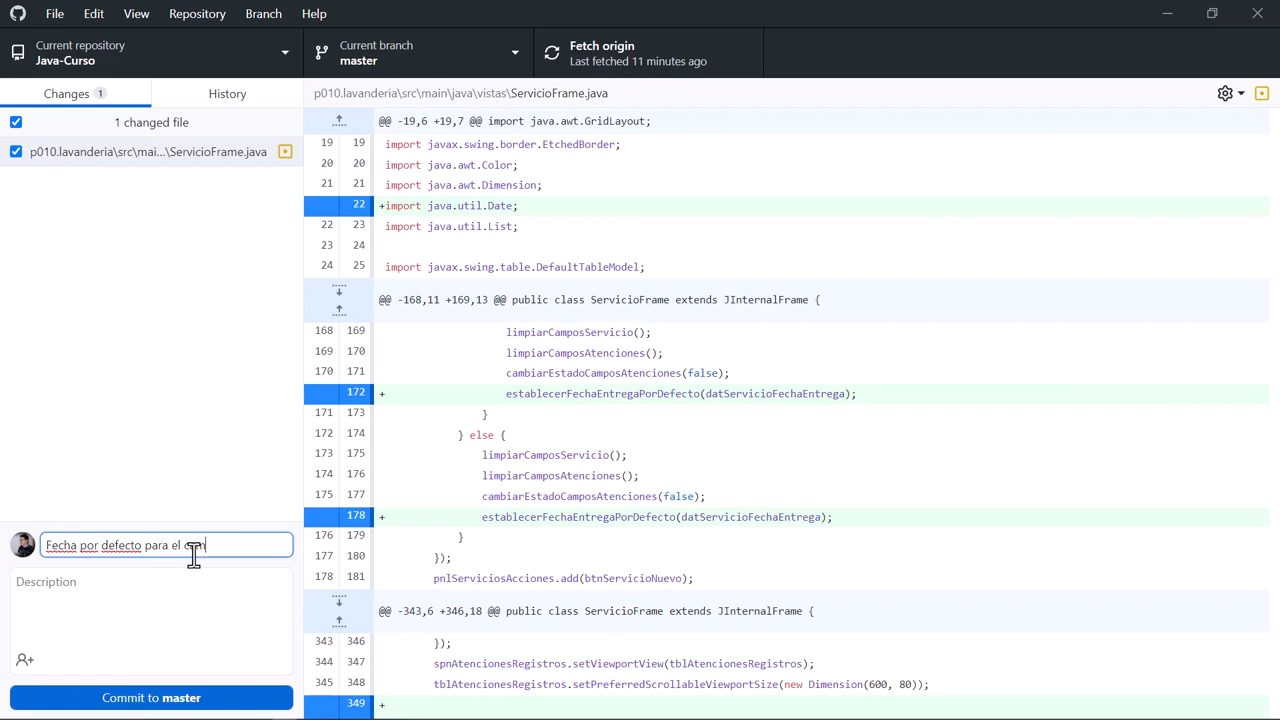 File Edit View Repository Branch Help
Current repository
Java-Curso
Current branch
master
Fetch origin
Last fetched 11 minutes ago
Changes 1
History
p010.lavanderia\src\main\java\vistas\ServicioFrame.java
1 changed file
p010.lavanderia\src\mai...\ServicioFrame.java
@@ -19,6 +19,7 @@ import java.awt.GridLayout;
19 19 import javax.swing.border.EtchedBorder;
20 20 import java.awt.Color;
21 21 import java.awt.Dimension;
22 +import java.util.Date;
22 23 import java.util.List;
23 24
24 25 import javax.swing.table.DefaultTableModel;
@@ -168,11 +169,13 @@ public class ServicioFrame extends JInternalFrame {
168 169 limpiarCamposServicio();
169 170 limpiarCamposAtenciones();
170 171 cambiarEstadoCamposAtenciones(false);
172 + establecerFechaEntregaPorDefecto(datServicioFechaEntrega);
171 173 }
172 174 } else {
173 175 limpiarCamposServicio();
174 176 limpiarCamposAtenciones();
175 177 cambiarEstadoCamposAtenciones(false);
178 + establecerFechaEntregaPorDefecto(datServicioFechaEntrega);
176 179 }
177 180 });
178 181 pnlServiciosAcciones.add(btnServicioNuevo);
@@ -343,6 +346,18 @@ public class ServicioFrame extends JInternalFrame {
343 346 });
344 347 spnAtencionesRegistros.setViewportView(tblAtencionesRegistros);
345 348 tblAtencionesRegistros.setPreferredScrollableViewportSize(new Dimension(600, 80));
349 +
Fecha por defecto para el
Description
Commit to master